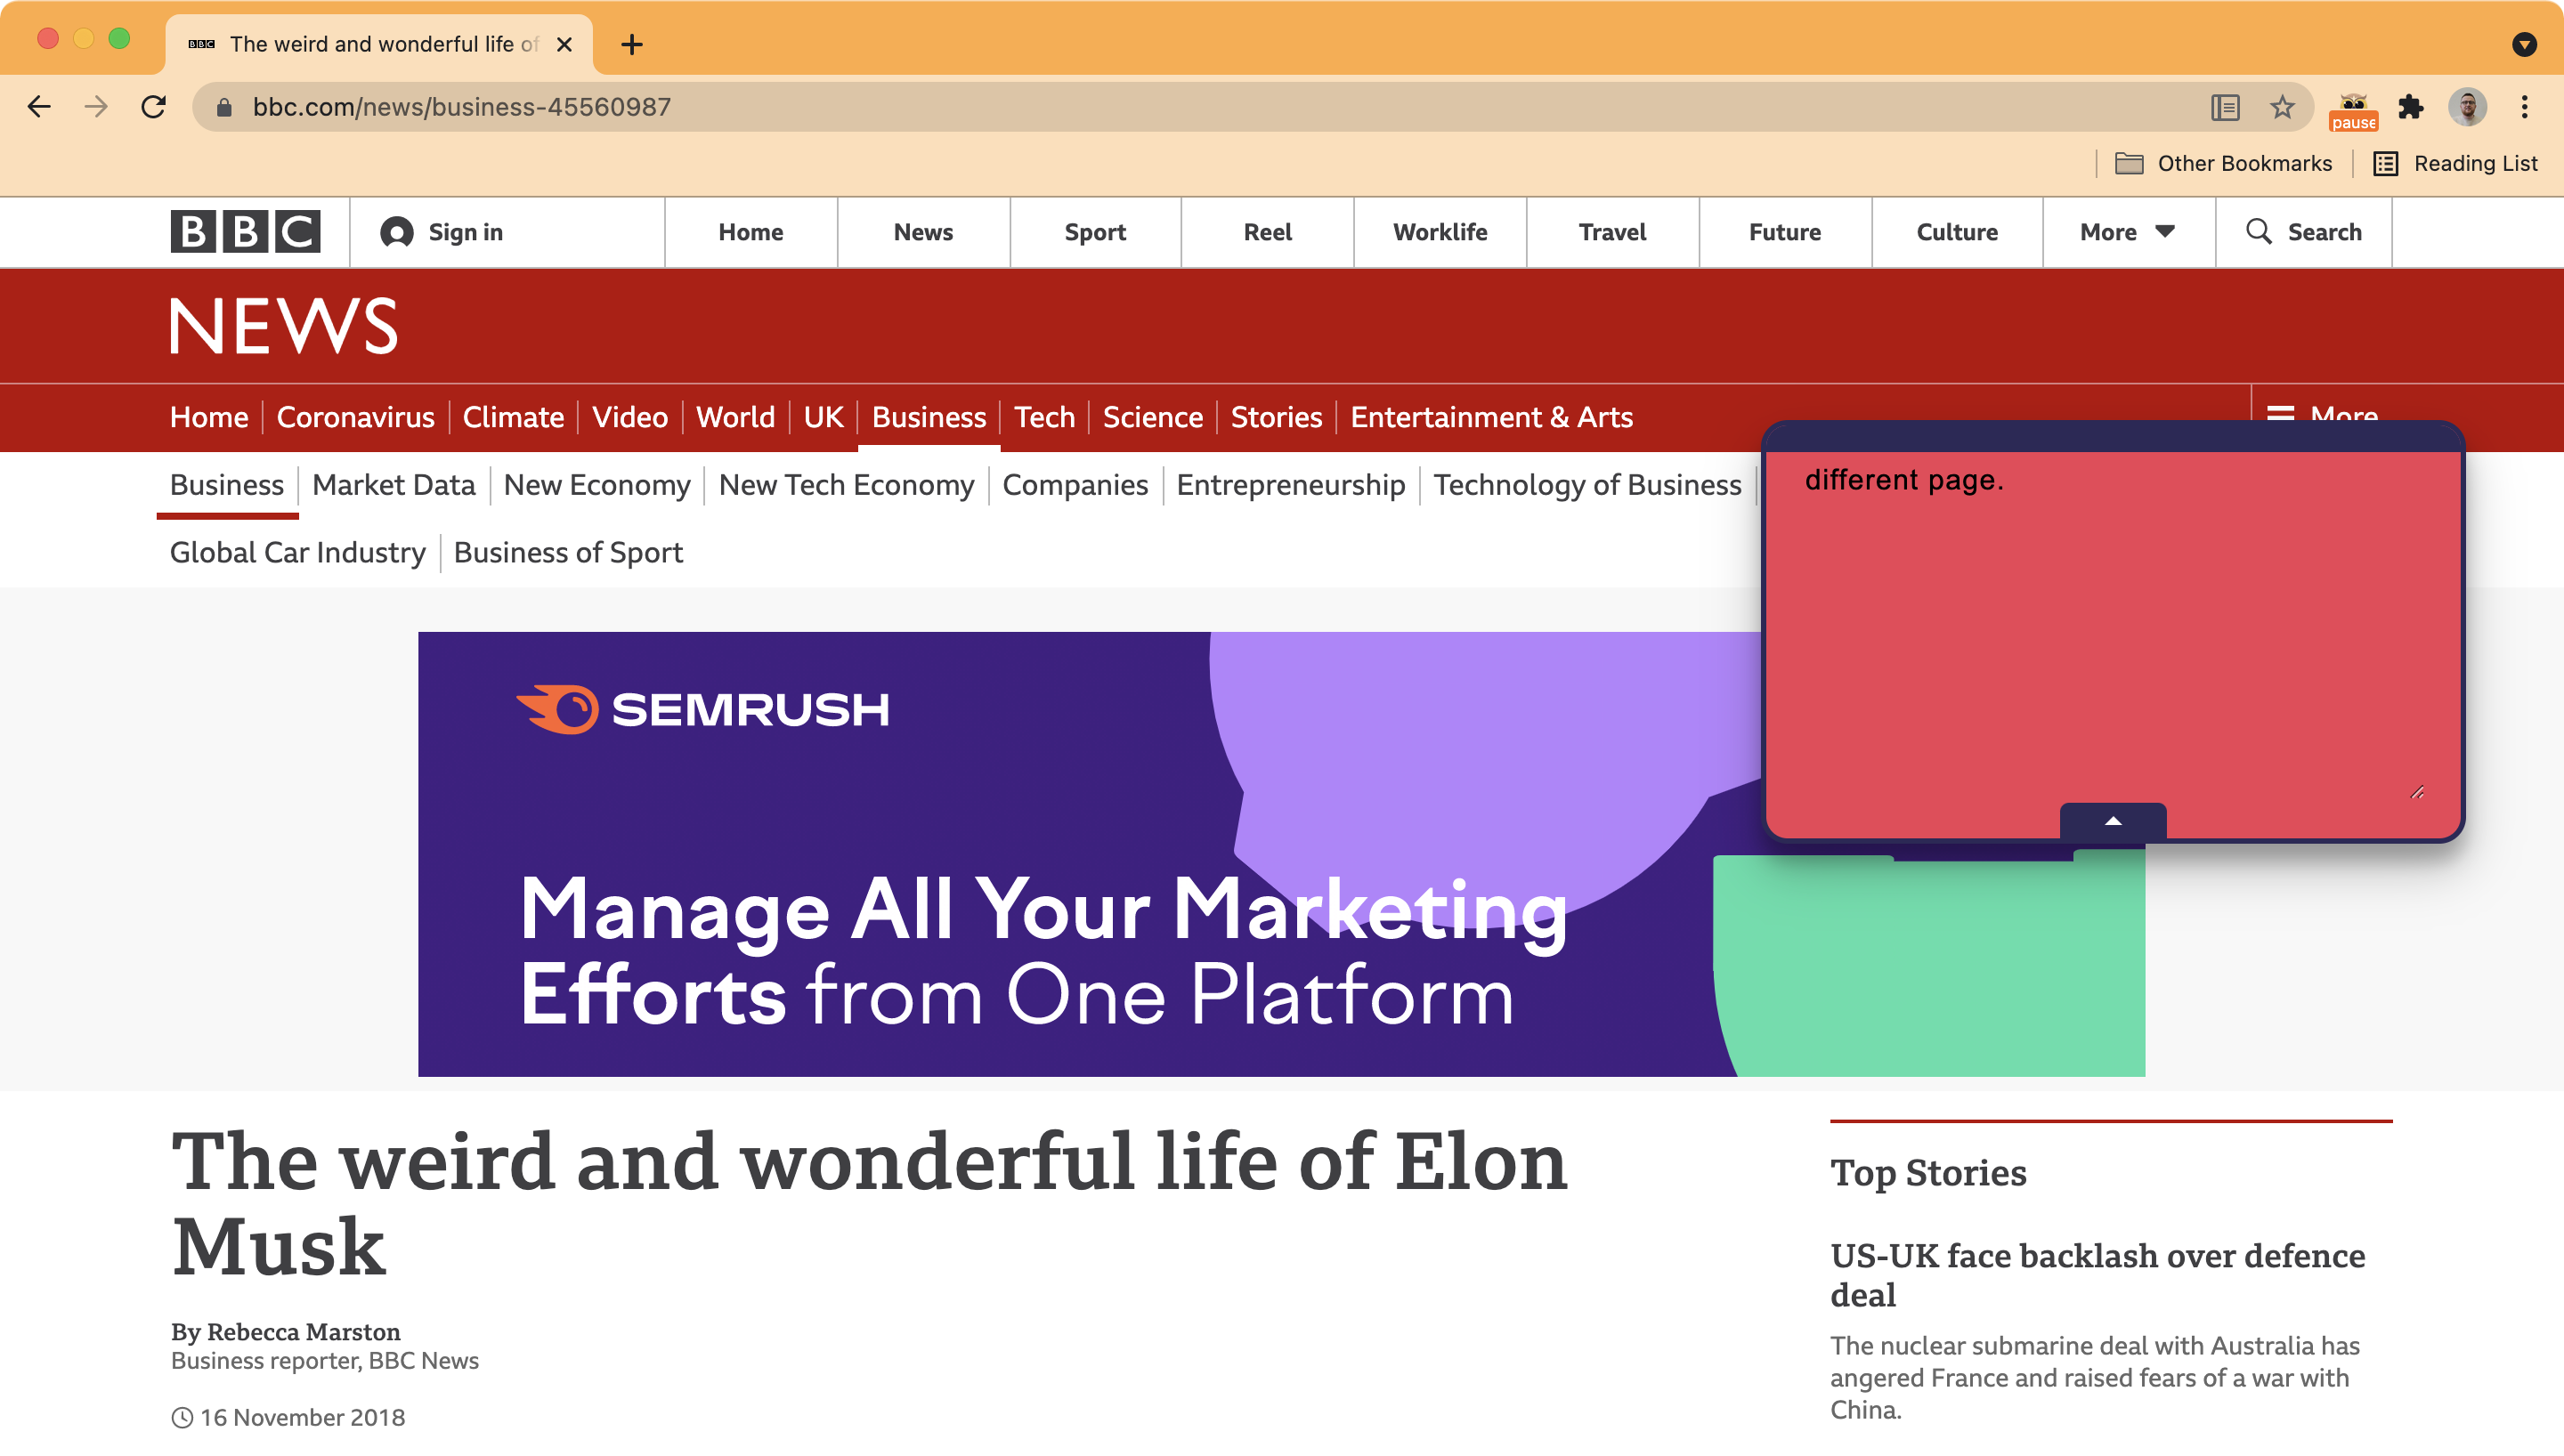 BBC The weird and wonderful life of
bbc.com/news/business-45560987
pause
Other Bookmarks Reading List
BBC Sign in Home News Sport Reel Worklife Travel Future Culture More Search
NEWS
Home Coronavirus Climate Video World UK Business Tech Science Stories Entertainment & Arts More
Business Market Data New Economy New Tech Economy Companies Entrepreneurship Technology of Business
Global Car Industry Business of Sport
different page.
SEMRUSH
Manage All Your Marketing
Efforts from One Platform
The weird and wonderful life of Elon
Musk
By Rebecca Marston
Business reporter, BBC News
16 November 2018
Top Stories
US-UK face backlash over defence
deal
The nuclear submarine deal with Australia has
angered France and raised fears of a war with
China.